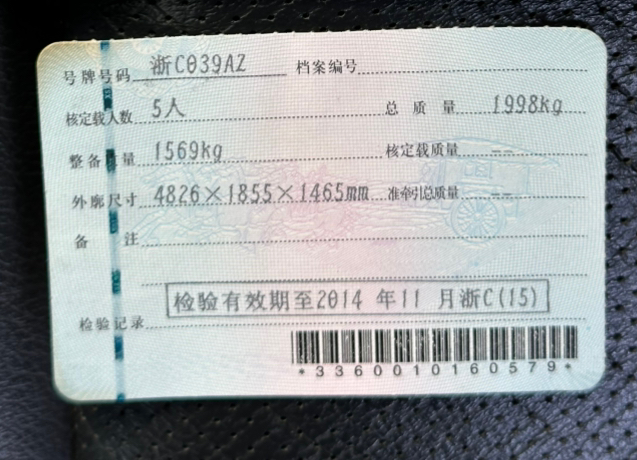 号牌号码 浙C039AZ 档案编号
核定载人数 5人 总质量 1998kg
整备质量 1569kg 核定载质量 --
外廓尺寸 4826×1855×1465mm 准牵引总质量 --
备注
检验有效期至2014 年11 月浙C(15)
检验记录
*3360010160579*